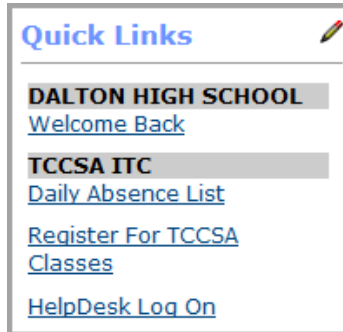 Quick Links
DALTON HIGH SCHOOL
Welcome Back
TCCSA ITC
Daily Absence List
Register For TCCSA
Classes
HelpDesk Log On